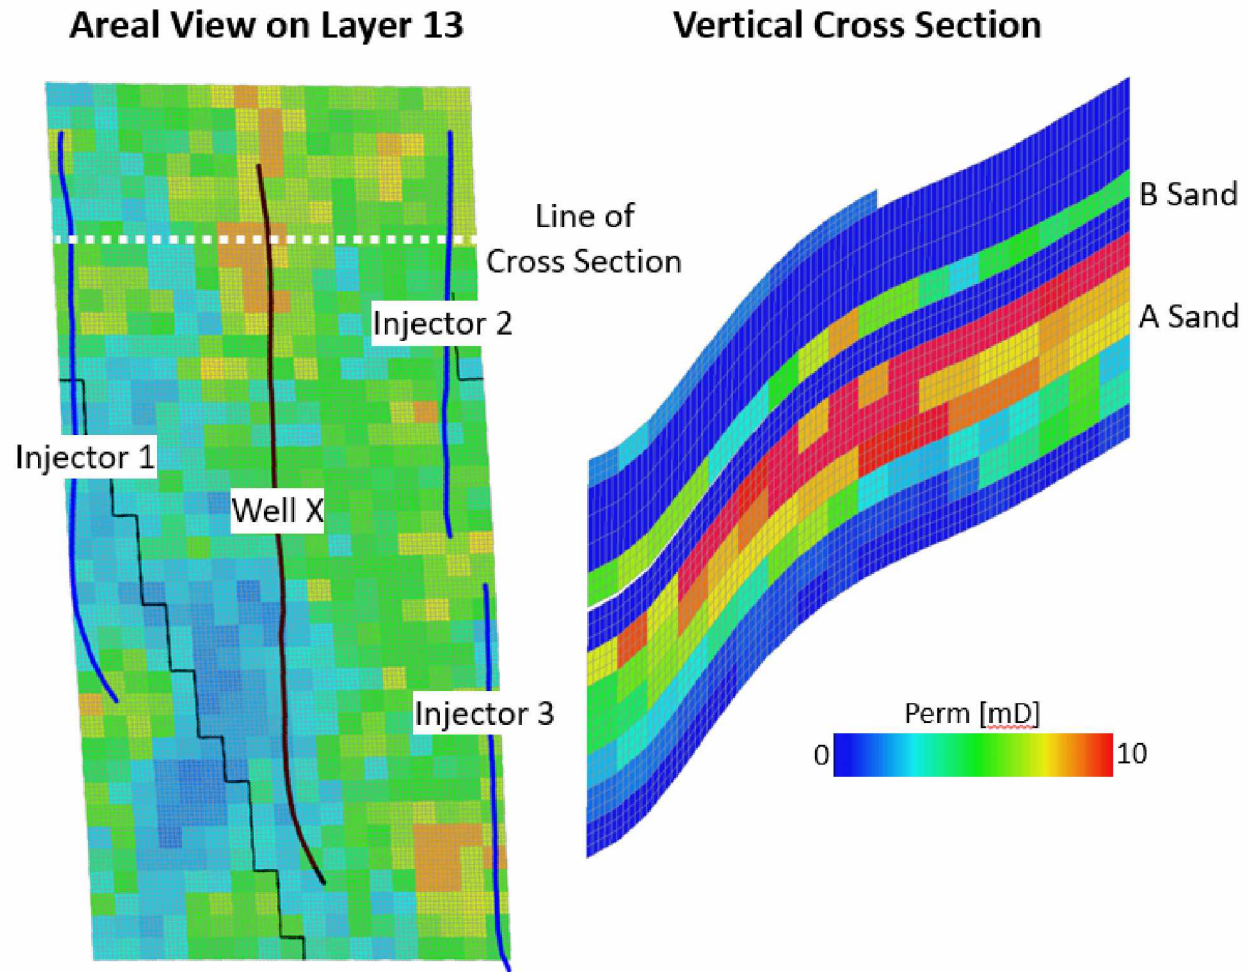 Areal View on Layer 13
Vertical Cross Section
B Sand
Line of
Cross Section
A Sand
Injector 2
Injector 1
Well X
Injector 3
Perm [mD]
0
10